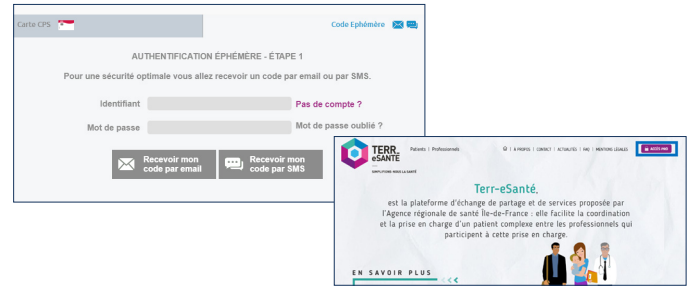 Carte CPS
Code Ephémère
AUTHENTIFICATION ÉPHÉMÈRE - ÉTAPE 1
Pour une sécurité optimale vous allez recevoir un code par email ou par SMS.
Identifiant
Pas de compte ?
Mot de passe
Mot de passe oublié ?
Recevoir mon
code par email
Recevoir mon
code par SMS
TERR_
eSANTÉ
SIMPLIFIONS-NOUS LA SANTÉ
Patients | Professionnels
À PROPOS | CONTACT | ACTUALITÉS | FAQ | MENTIONS LÉGALES
ACCÈS PRO
Terr-eSanté,
est la plateforme d'échange de partage et de services proposée par
l'Agence régionale de santé Île-de-France : elle facilite la coordination
et la prise en charge d'un patient complexe entre les professionnels qui
participent à cette prise en charge.
EN SAVOIR PLUS